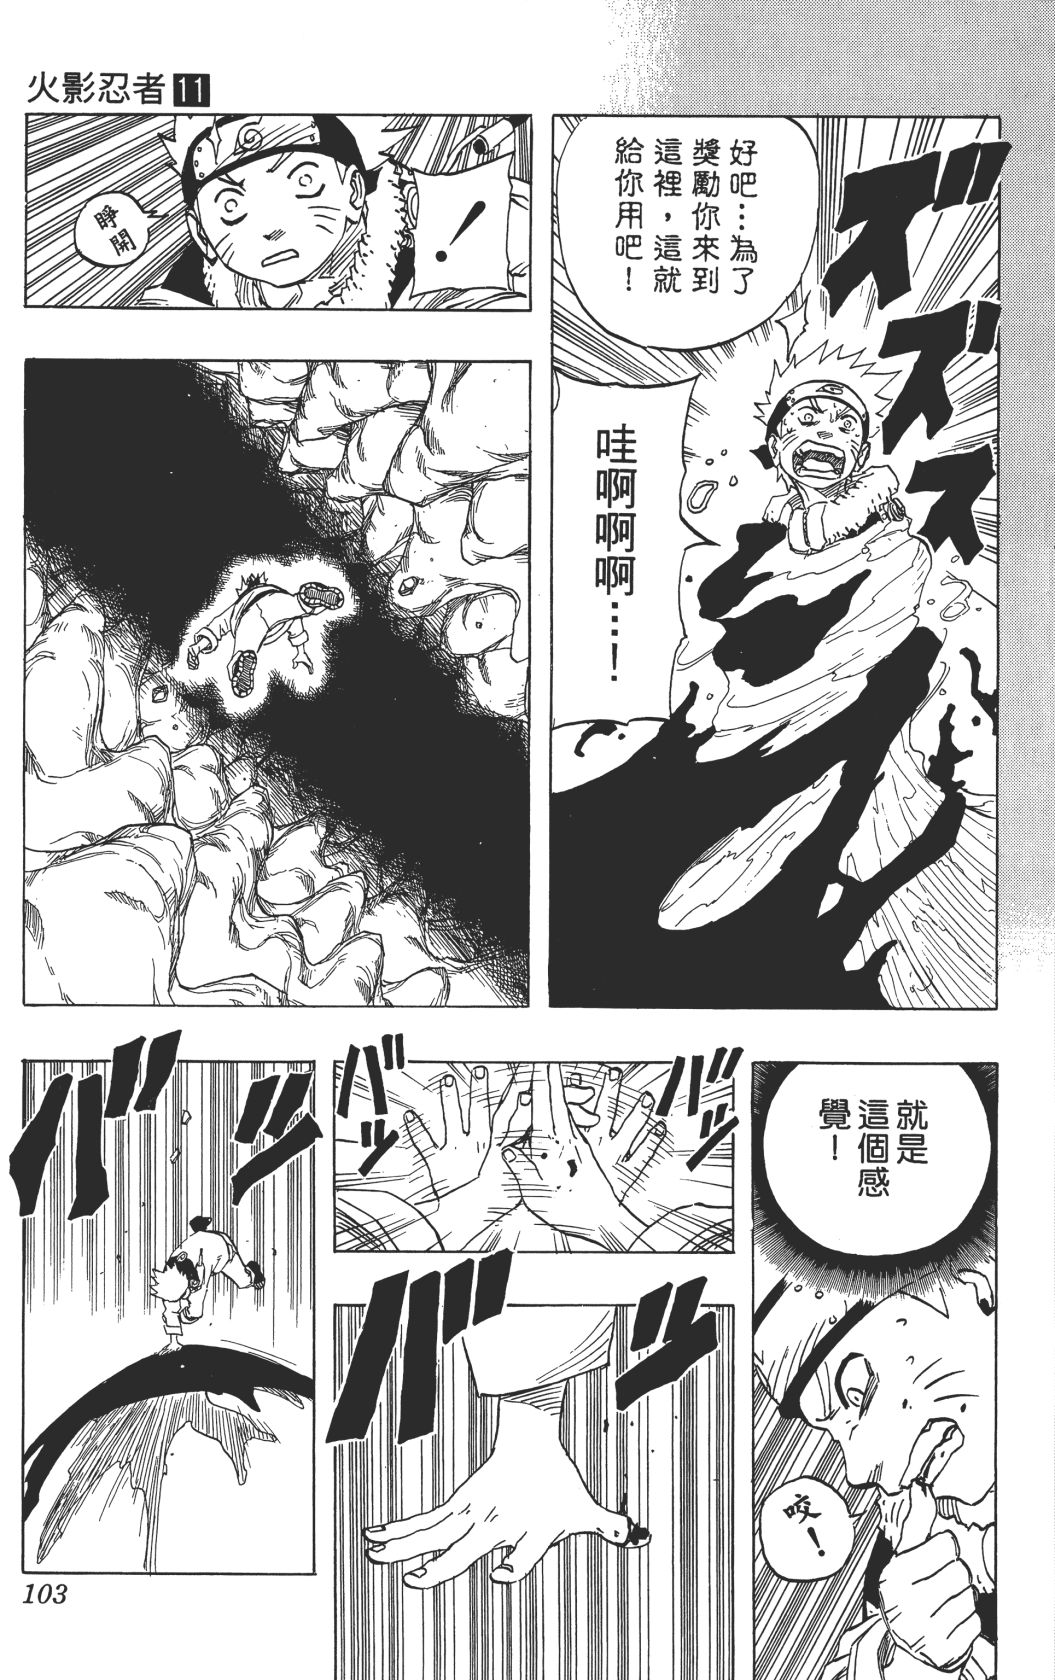 火影忍者11
好吧…為了
獎勵你來到
這裡，這就
給你用吧！
ズズズ
哇啊啊啊…！
！
睜開
就是
這個感
覺！
咬！
バッ
バッ
バッ
バッ
103